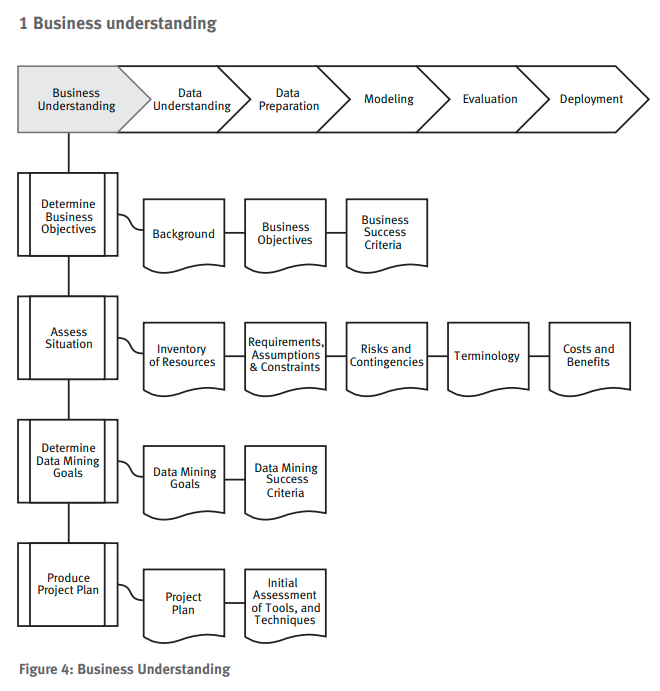 1 Business understanding
Business
Understanding
Data
Understanding
Data
Preparation
Modeling
Evaluation
Deployment
Determine
Business
Objectives
Background
Business
Objectives
Business
Success
Criteria
Assess
Situation
Inventory
of Resources
Requirements,
Assumptions
& Constraints
Risks and
Contingencies
Terminology
Costs and
Benefits
Determine
Data Mining
Goals
Data Mining
Goals
Data Mining
Success
Criteria
Produce
Project Plan
Project
Plan
Initial
Assessment
of Tools, and
Techniques
Figure 4: Business Understanding